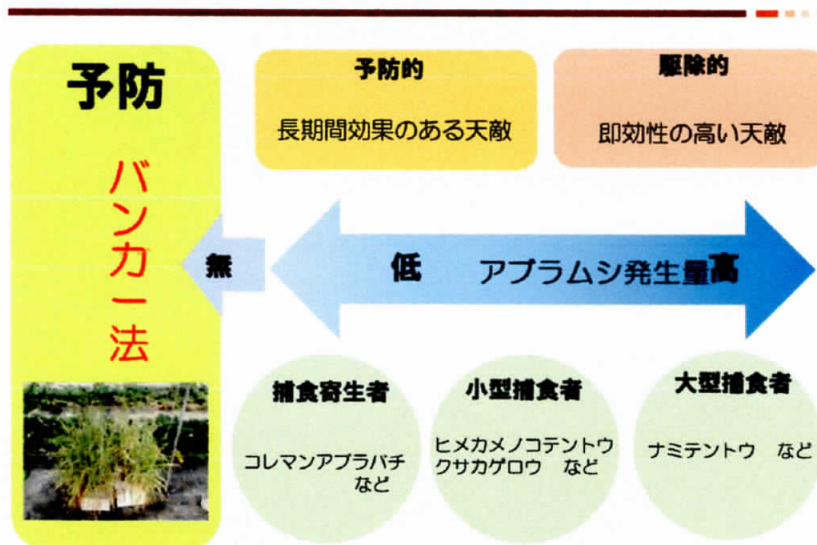 予防
バンカー法
予防的
長期間効果のある天敵
駆除的
即効性の高い天敵
無
低
アブラムシ発生量
高
捕食寄生者
コレマンアブラバチ
など
小型捕食者
ヒメカメノコテントウ
クサカゲロウ など
大型捕食者
ナミテントウ など